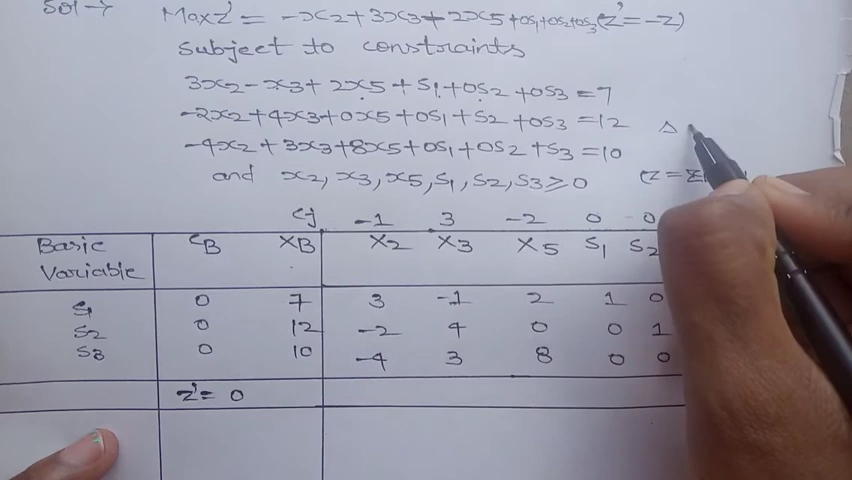 Sol →
Max Z' = -x2 + 3x3 - 2x5 + 0s1 + 0s2 + 0s3 (Z' = -Z)
Subject to constraints
3x2 - x3 + 2x5 + S1 + 0S2 + 0S3 = 7
-2x2 + 4x3 + 0x5 + 0S1 + S2 + 0S3 = 12 Δ
-4x2 + 3x3 + 8x5 + 0S1 + 0S2 + S3 = 10
and x2, x3, x5, S1, S2, S3 ≥ 0 (Z =
Cj -1 3 -2 0 0
Basic Variable CB XB X2 X3 X5 S1 S2
S1 0 7 3 -1 2 1 0
S2 0 12 -2 4 0 0 1
S3 0 10 -4 3 8 0 0
Z' = 0